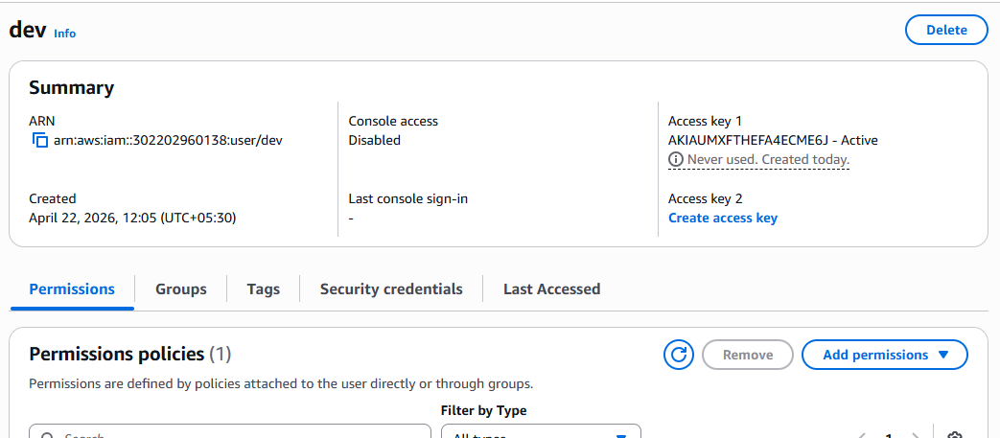 dev Info
Delete
Summary
ARN
arn:aws:iam::302202960138:user/dev
Console access
Disabled
Access key 1
AKIAUMXFTHEFA4ECME6J - Active
Never used. Created today.
Created
April 22, 2026, 12:05 (UTC+05:30)
Last console sign-in
-
Access key 2
Create access key
Permissions
Groups
Tags
Security credentials
Last Accessed
Permissions policies (1)
Remove
Add permissions
Permissions are defined by policies attached to the user directly or through groups.
Filter by Type
Search
All types
1